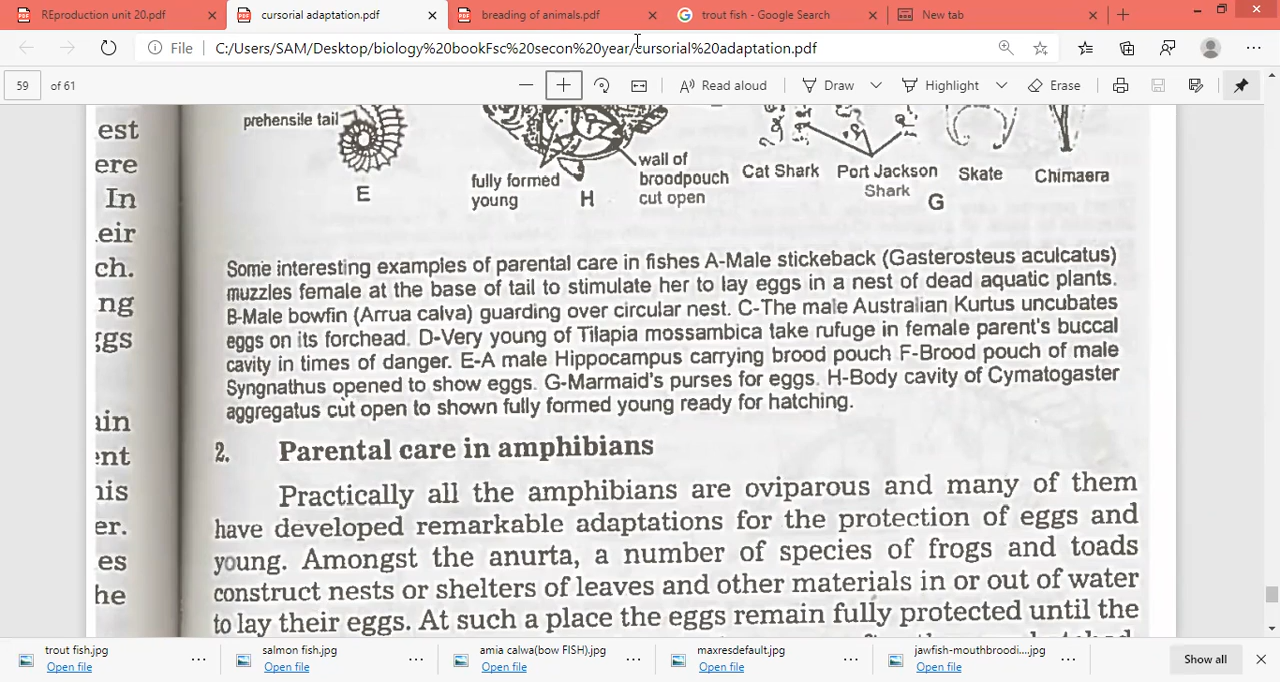 REproduction unit 20.pdf
cursorial adaptation.pdf
breading of animals.pdf
trout fish - Google Search
New tab
File
C:/Users/SAM/Desktop/biology%20bookFsc%20secon%20year/cursorial%20adaptation.pdf
59 of 61
Read aloud
Draw
Highlight
Erase
prehensile tail
E
fully formed
young
H
wall of
broodpouch
cut open
Cat Shark
Port Jackson
Shark
Skate
Chimaera
G
est
ere
In
eir
ch.
ng
ggs
ain
ent
his
er.
es
he
Some interesting examples of parental care in fishes A-Male stickeback (Gasterosteus aculcatus)
muzzles female at the base of tail to stimulate her to lay eggs in a nest of dead aquatic plants.
B-Male bowfin (Arrua calva) guarding over circular nest. C-The male Australian Kurtus uncubates
eggs on its forchead. D-Very young of Tilapia mossambica take rufuge in female parent's buccal
cavity in times of danger. E-A male Hippocampus carrying brood pouch F-Brood pouch of male
Syngnathus opened to show eggs. G-Marmaid's purses for eggs. H-Body cavity of Cymatogaster
aggregatus cut open to shown fully formed young ready for hatching.
2. Parental care in amphibians
Practically all the amphibians are oviparous and many of them
have developed remarkable adaptations for the protection of eggs and
young. Amongst the anurta, a number of species of frogs and toads
construct nests or shelters of leaves and other materials in or out of water
to lay their eggs. At such a place the eggs remain fully protected until the
trout fish.jpg
Open file
salmon fish.jpg
Open file
amia calwa(bow FISH).jpg
Open file
maxresdefault.jpg
Open file
jawfish-mouthbroodi....jpg
Open file
Show all